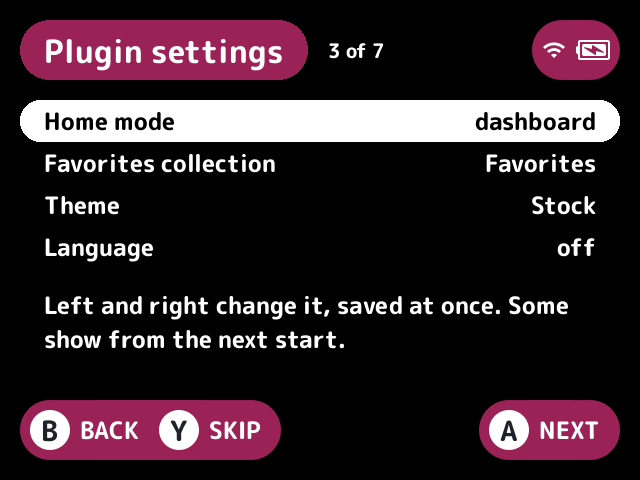 Plugin settings
3 of 7
Home mode dashboard
Favorites collection Favorites
Theme Stock
Language off
Left and right change it, saved at once. Some
show from the next start.
B BACK Y SKIP A NEXT